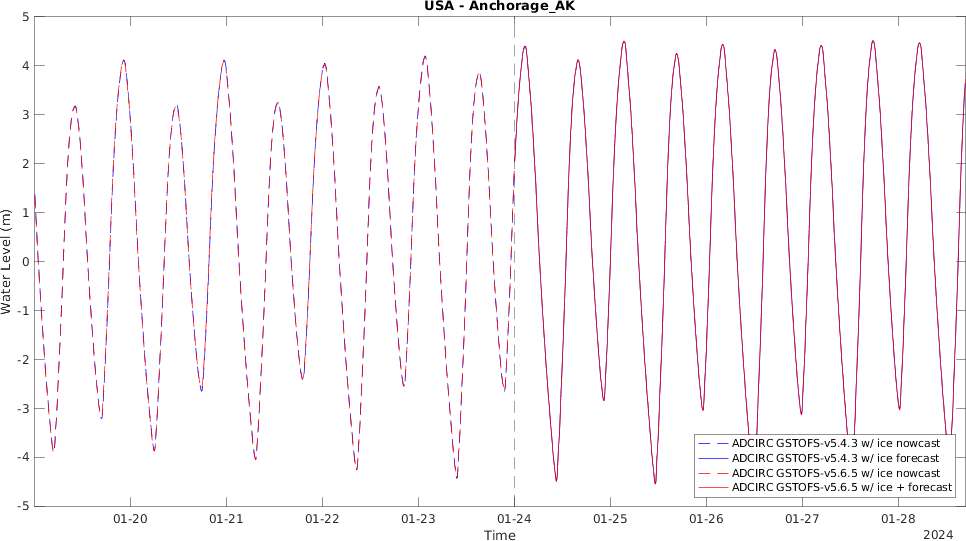 USA - Anchorage_AK
5
4
3
2
1
0
-1
-2
-3
-4
-5
Water Level (m)
ADCIRC GSTOFS-v5.4.3 w/ ice nowcast
ADCIRC GSTOFS-v5.4.3 w/ ice forecast
ADCIRC GSTOFS-v5.6.5 w/ ice nowcast
ADCIRC GSTOFS-v5.6.5 w/ ice + forecast
01-20 01-21 01-22 01-23 01-24 01-25 01-26 01-27 01-28
Time
2024